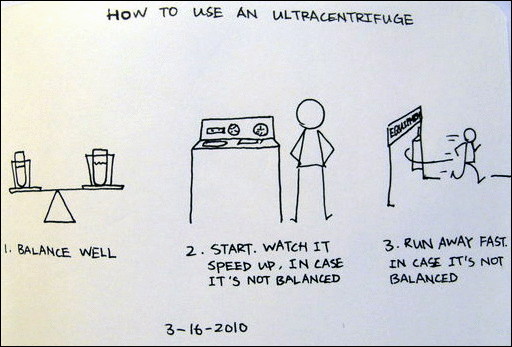 HOW TO USE AN ULTRACENTRIFUGE
EQUIPMEN
1. BALANCE WELL
2. START. WATCH IT
SPEED UP, IN CASE
IT'S NOT BALANCED
3. RUN AWAY FAST.
IN CASE IT'S NOT
BALANCED
3-16-2010